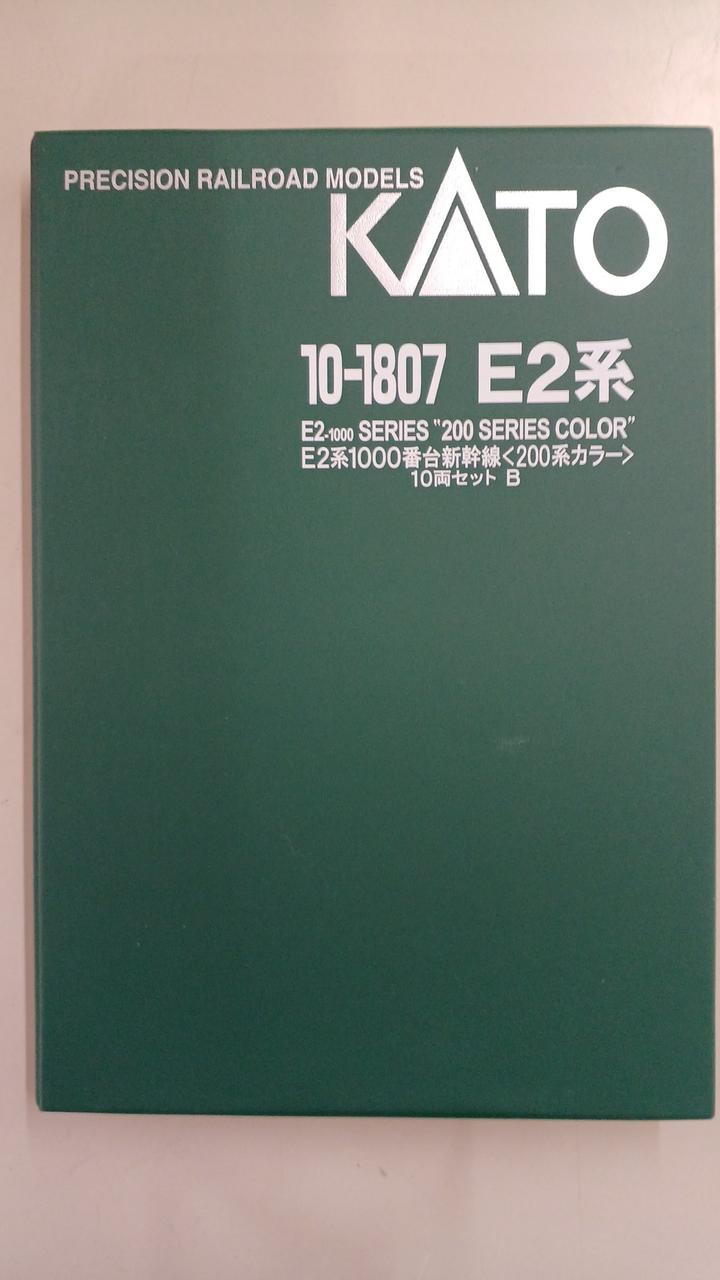 PRECISION RAILROAD MODELS
KATO
10-1807 E2系
E2-1000 SERIES "200 SERIES COLOR"
E2系1000番台新幹線<200系カラー>
10両セット B